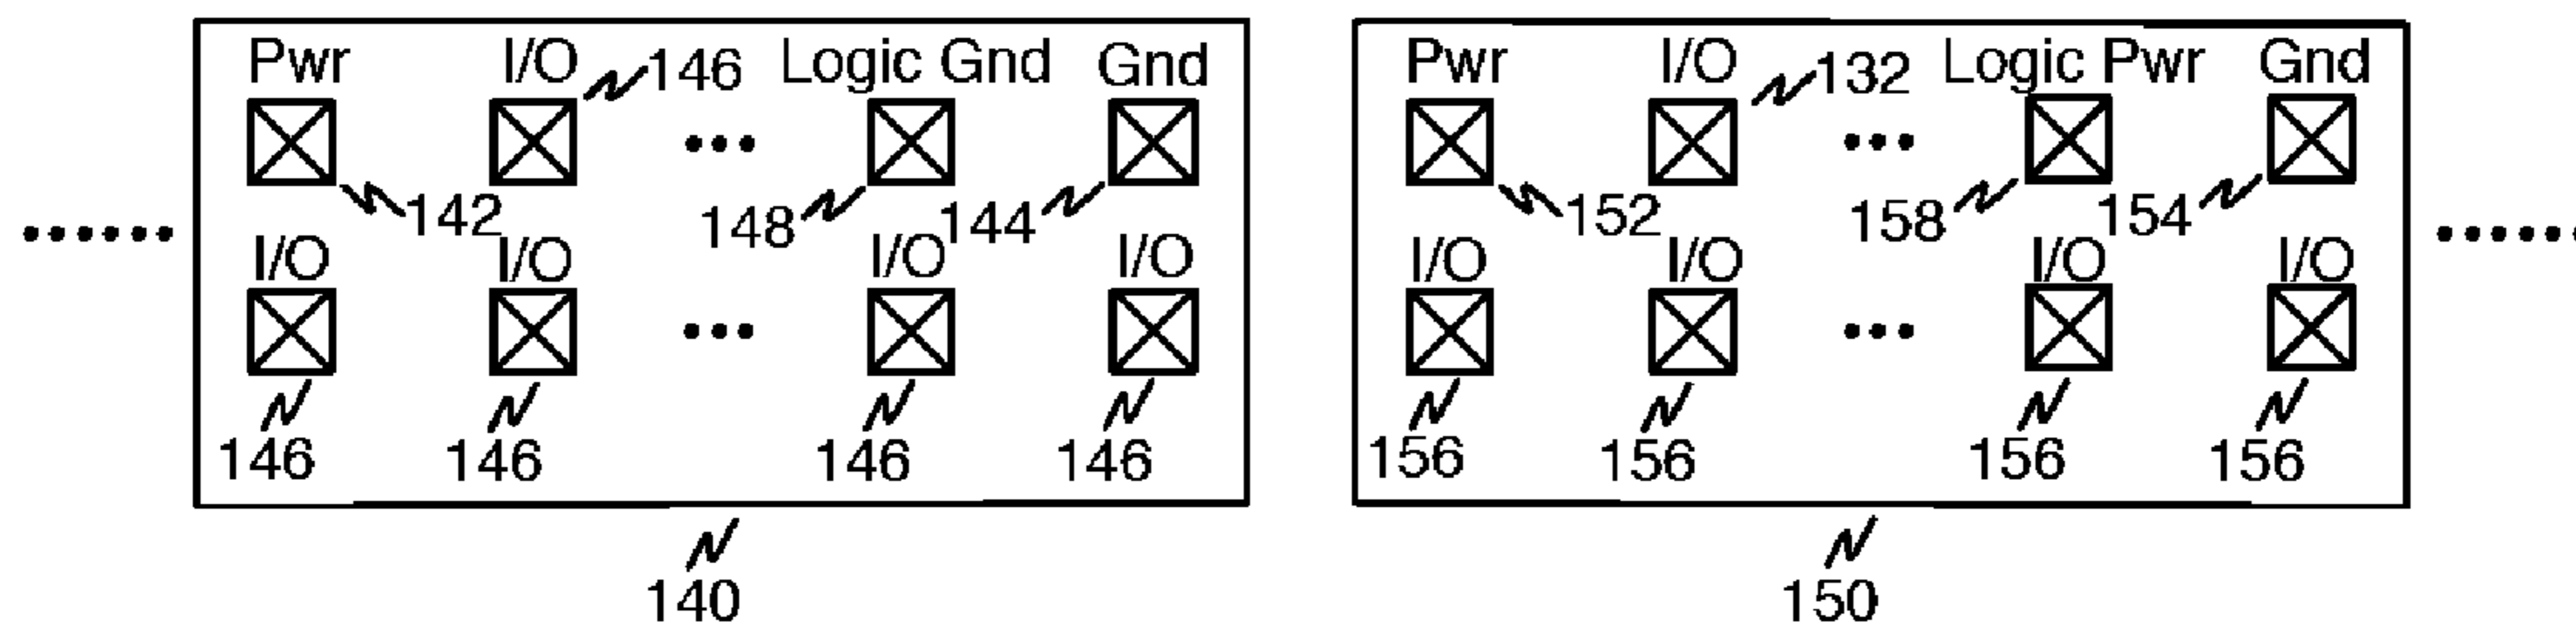 Pwr I/O 146 Logic Gnd Gnd Pwr I/O 132 Logic Pwr Gnd
... ...
142 148 144 152 158 154
...... ......
I/O I/O I/O I/O I/O I/O I/O I/O
... ...
146 146 146 146 156 156 156 156
140 150